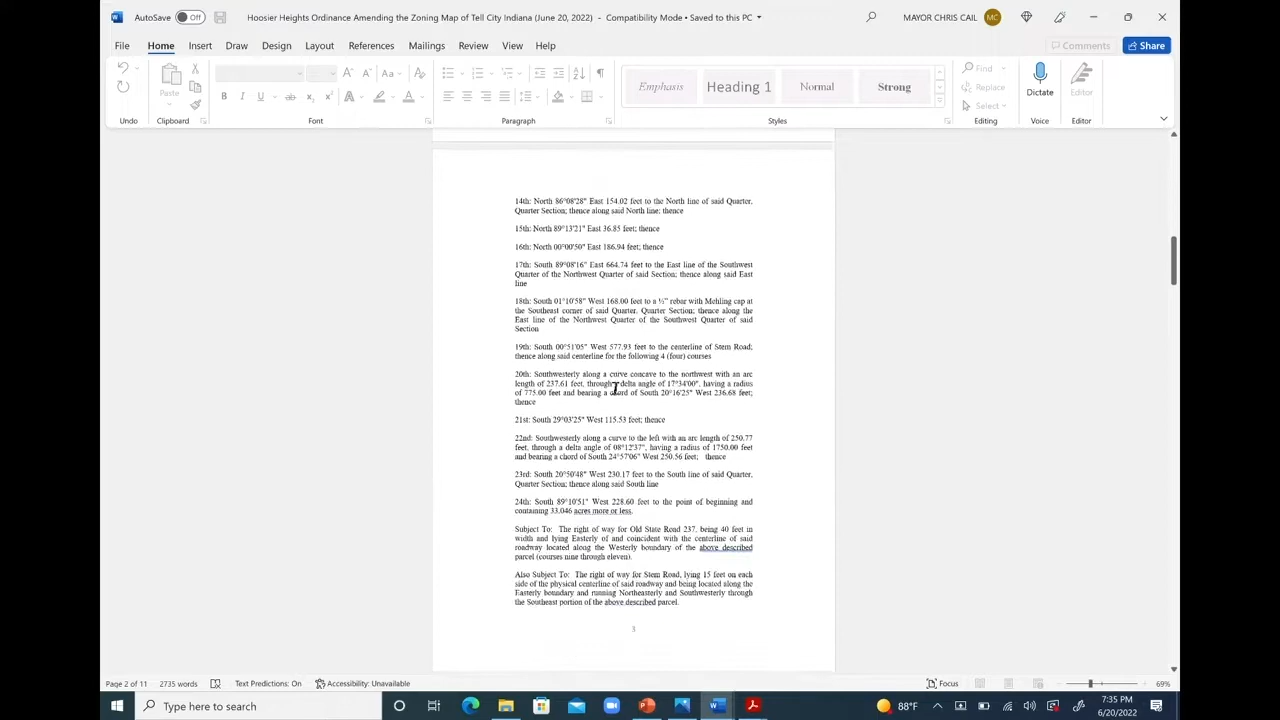 AutoSave Off Hoosier Heights Ordinance Amending the Zoning Map of Tell City Indiana (June 20, 2022) - Compatibility Mode • Saved to this PC MAYOR CHRIS CAIL MC
File Home Insert Draw Design Layout References Mailings Review View Help Comments Share
Paste Aa Emphasis Heading 1 Normal Strong Find Replace Select Dictate Editor
Undo Clipboard Font Paragraph Styles Editing Voice Editor
14th: North 86°08'28" East 154.02 feet to the North line of said Quarter,
Quarter Section; thence along said North line; thence
15th: North 89°13'21" East 36.85 feet; thence
16th: North 00°00'50" East 186.94 feet; thence
17th: South 89°08'16" East 664.74 feet to the East line of the Southwest
Quarter of the Northwest Quarter of said Section; thence along said East
line
18th: South 01°10'58" West 168.00 feet to a ½" rebar with Mehling cap at
the Southeast corner of said Quarter, Quarter Section; thence along the
East line of the Northwest Quarter of the Southwest Quarter of said
Section
19th: South 00°51'05" West 577.93 feet to the centerline of Stem Road;
thence along said centerline for the following 4 (four) courses
20th: Southwesterly along a curve concave to the northwest with an arc
length of 237.61 feet, through delta angle of 17°34'00", having a radius
of 775.00 feet and bearing a chord of South 20°16'25" West 236.68 feet;
thence
21st: South 29°03'25" West 115.53 feet; thence
22nd: Southwesterly along a curve to the left with an arc length of 250.77
feet, through a delta angle of 08°12'37", having a radius of 1750.00 feet
and bearing a chord of South 24°57'06" West 250.56 feet; thence
23rd: South 20°50'48" West 230.17 feet to the South line of said Quarter,
Quarter Section; thence along said South line
24th: South 89°10'51" West 228.60 feet to the point of beginning and
containing 33.046 acres more or less.
Subject To: The right of way for Old State Road 237, being 40 feet in
width and lying Easterly of and coincident with the centerline of said
roadway located along the Westerly boundary of the above described
parcel (courses nine through eleven).
Also Subject To: The right of way for Stem Road, lying 15 feet on each
side of the physical centerline of said roadway and being located along the
Easterly boundary and running Northeasterly and Southwesterly through
the Southeast portion of the above described parcel.
3
Page 2 of 11 2735 words Text Predictions: On Accessibility: Unavailable Focus 69%
Type here to search 88°F 7:35 PM
6/20/2022